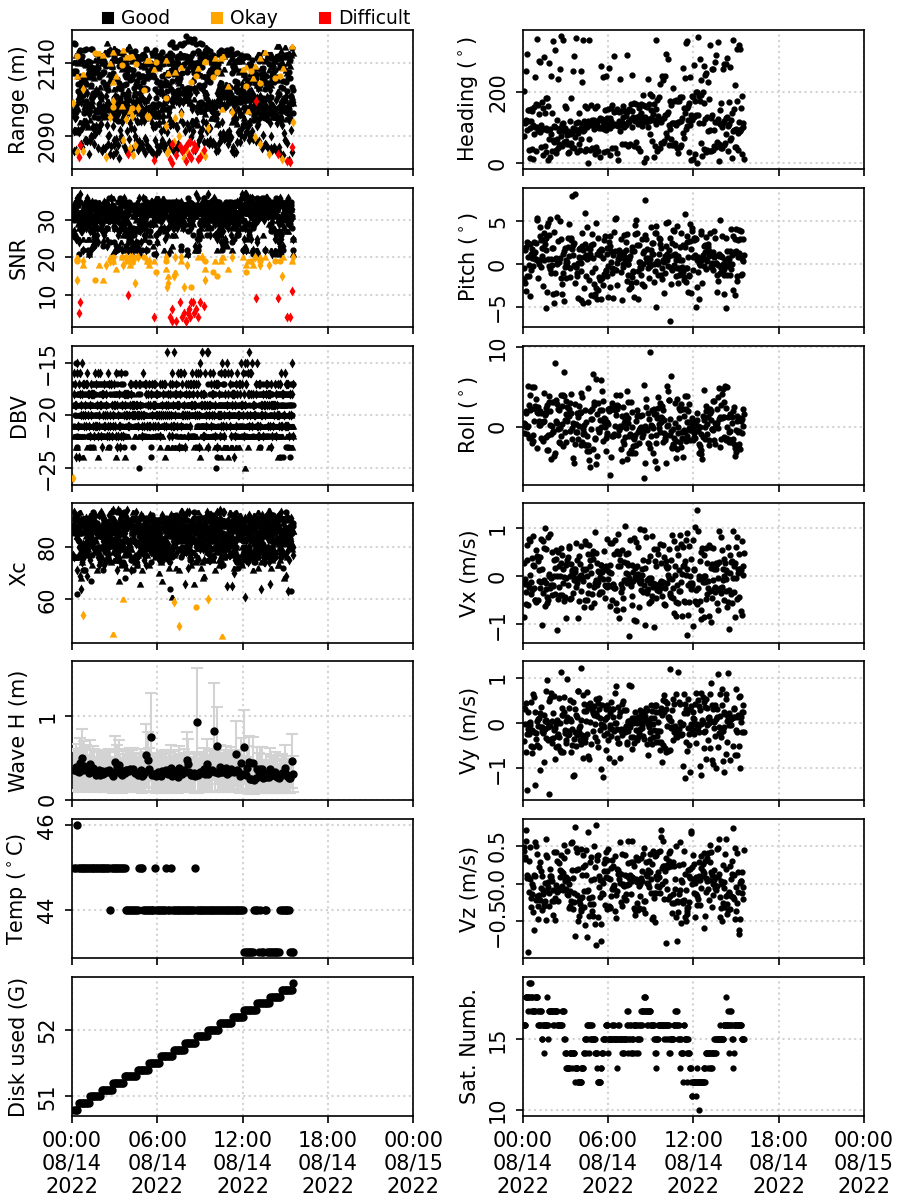 Good Okay Difficult
Range (m)
2140
2090
Heading (°)
200
0
SNR
30
20
10
Pitch (°)
5
0
−5
DBV
−15
−20
−25
Roll (°)
10
0
Xc
80
60
Vx (m/s)
1
0
−1
Wave H (m)
1
0
Vy (m/s)
1
0
−1
Temp (°C)
46
44
Vz (m/s)
0.5
0.0
−0.5
Disk used (G)
52
51
Sat. Numb.
15
10
00:00 06:00 12:00 18:00 00:00
08/14 08/14 08/14 08/14 08/15
2022 2022 2022 2022 2022
00:00 06:00 12:00 18:00 00:00
08/14 08/14 08/14 08/14 08/15
2022 2022 2022 2022 2022